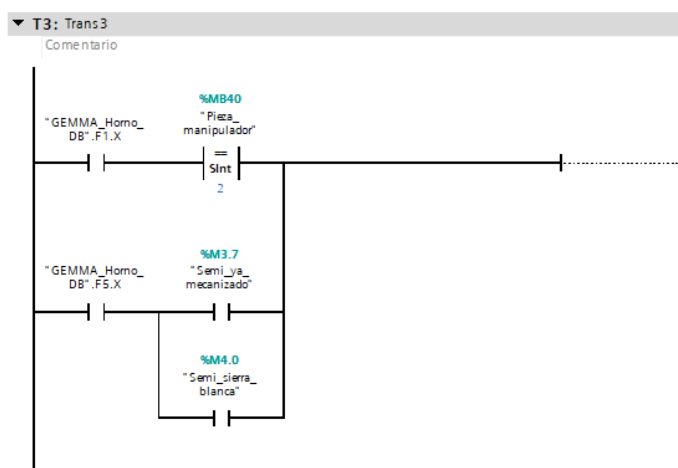 T3: Trans3
Comentario
%MB40
"GEMMA_Horno_
DB".F1.X
"Pieza_
manipulador"
==
SInt
2
%M3.7
"GEMMA_Horno_
DB".F5.X
"Semi_ya_
mecanizado"
%M4.0
"Semi_sierra_
blanca"